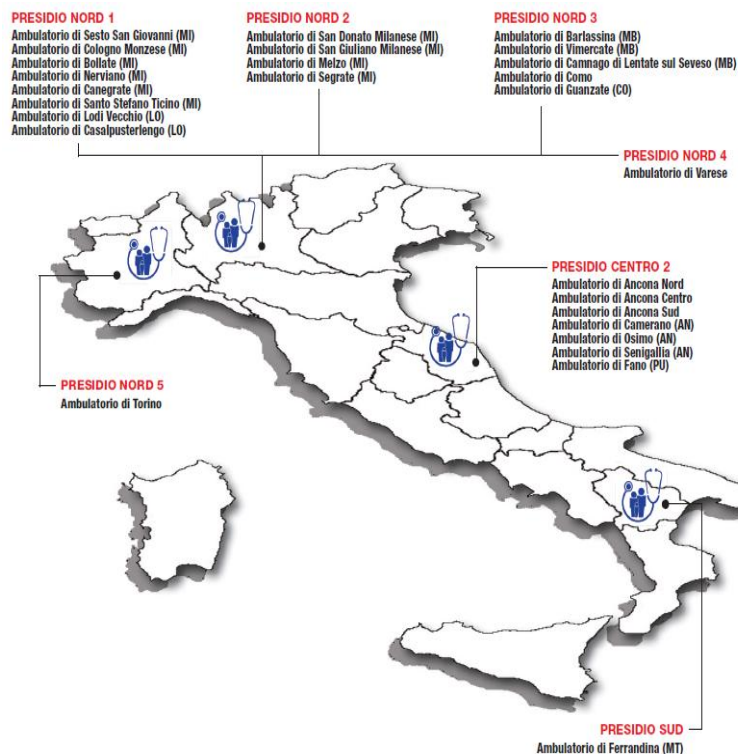 PRESIDIO NORD 1
Ambulatorio di Sesto San Giovanni (MI)
Ambulatorio di Cologno Monzese (MI)
Ambulatorio di Bollate (MI)
Ambulatorio di Nerviano (MI)
Ambulatorio di Canegrate (MI)
Ambulatorio di Santo Stefano Ticino (MI)
Ambulatorio di Lodi Vecchio (LO)
Ambulatorio di Casalpusterlengo (LO)
PRESIDIO NORD 2
Ambulatorio di San Donato Milanese (MI)
Ambulatorio di San Giuliano Milanese (MI)
Ambulatorio di Melzo (MI)
Ambulatorio di Segrate (MI)
PRESIDIO NORD 3
Ambulatorio di Barlassina (MB)
Ambulatorio di Vimercate (MB)
Ambulatorio di Camnago di Lentate sul Seveso (MB)
Ambulatorio di Como
Ambulatorio di Guanzate (CO)
PRESIDIO NORD 4
Ambulatorio di Varese
PRESIDIO CENTRO 2
Ambulatorio di Ancona Nord
Ambulatorio di Ancona Centro
Ambulatorio di Ancona Sud
Ambulatorio di Camerano (AN)
Ambulatorio di Osimo (AN)
Ambulatorio di Senigallia (AN)
Ambulatorio di Fano (PU)
PRESIDIO NORD 5
Ambulatorio di Torino
PRESIDIO SUD
Ambulatorio di Ferrandina (MT)